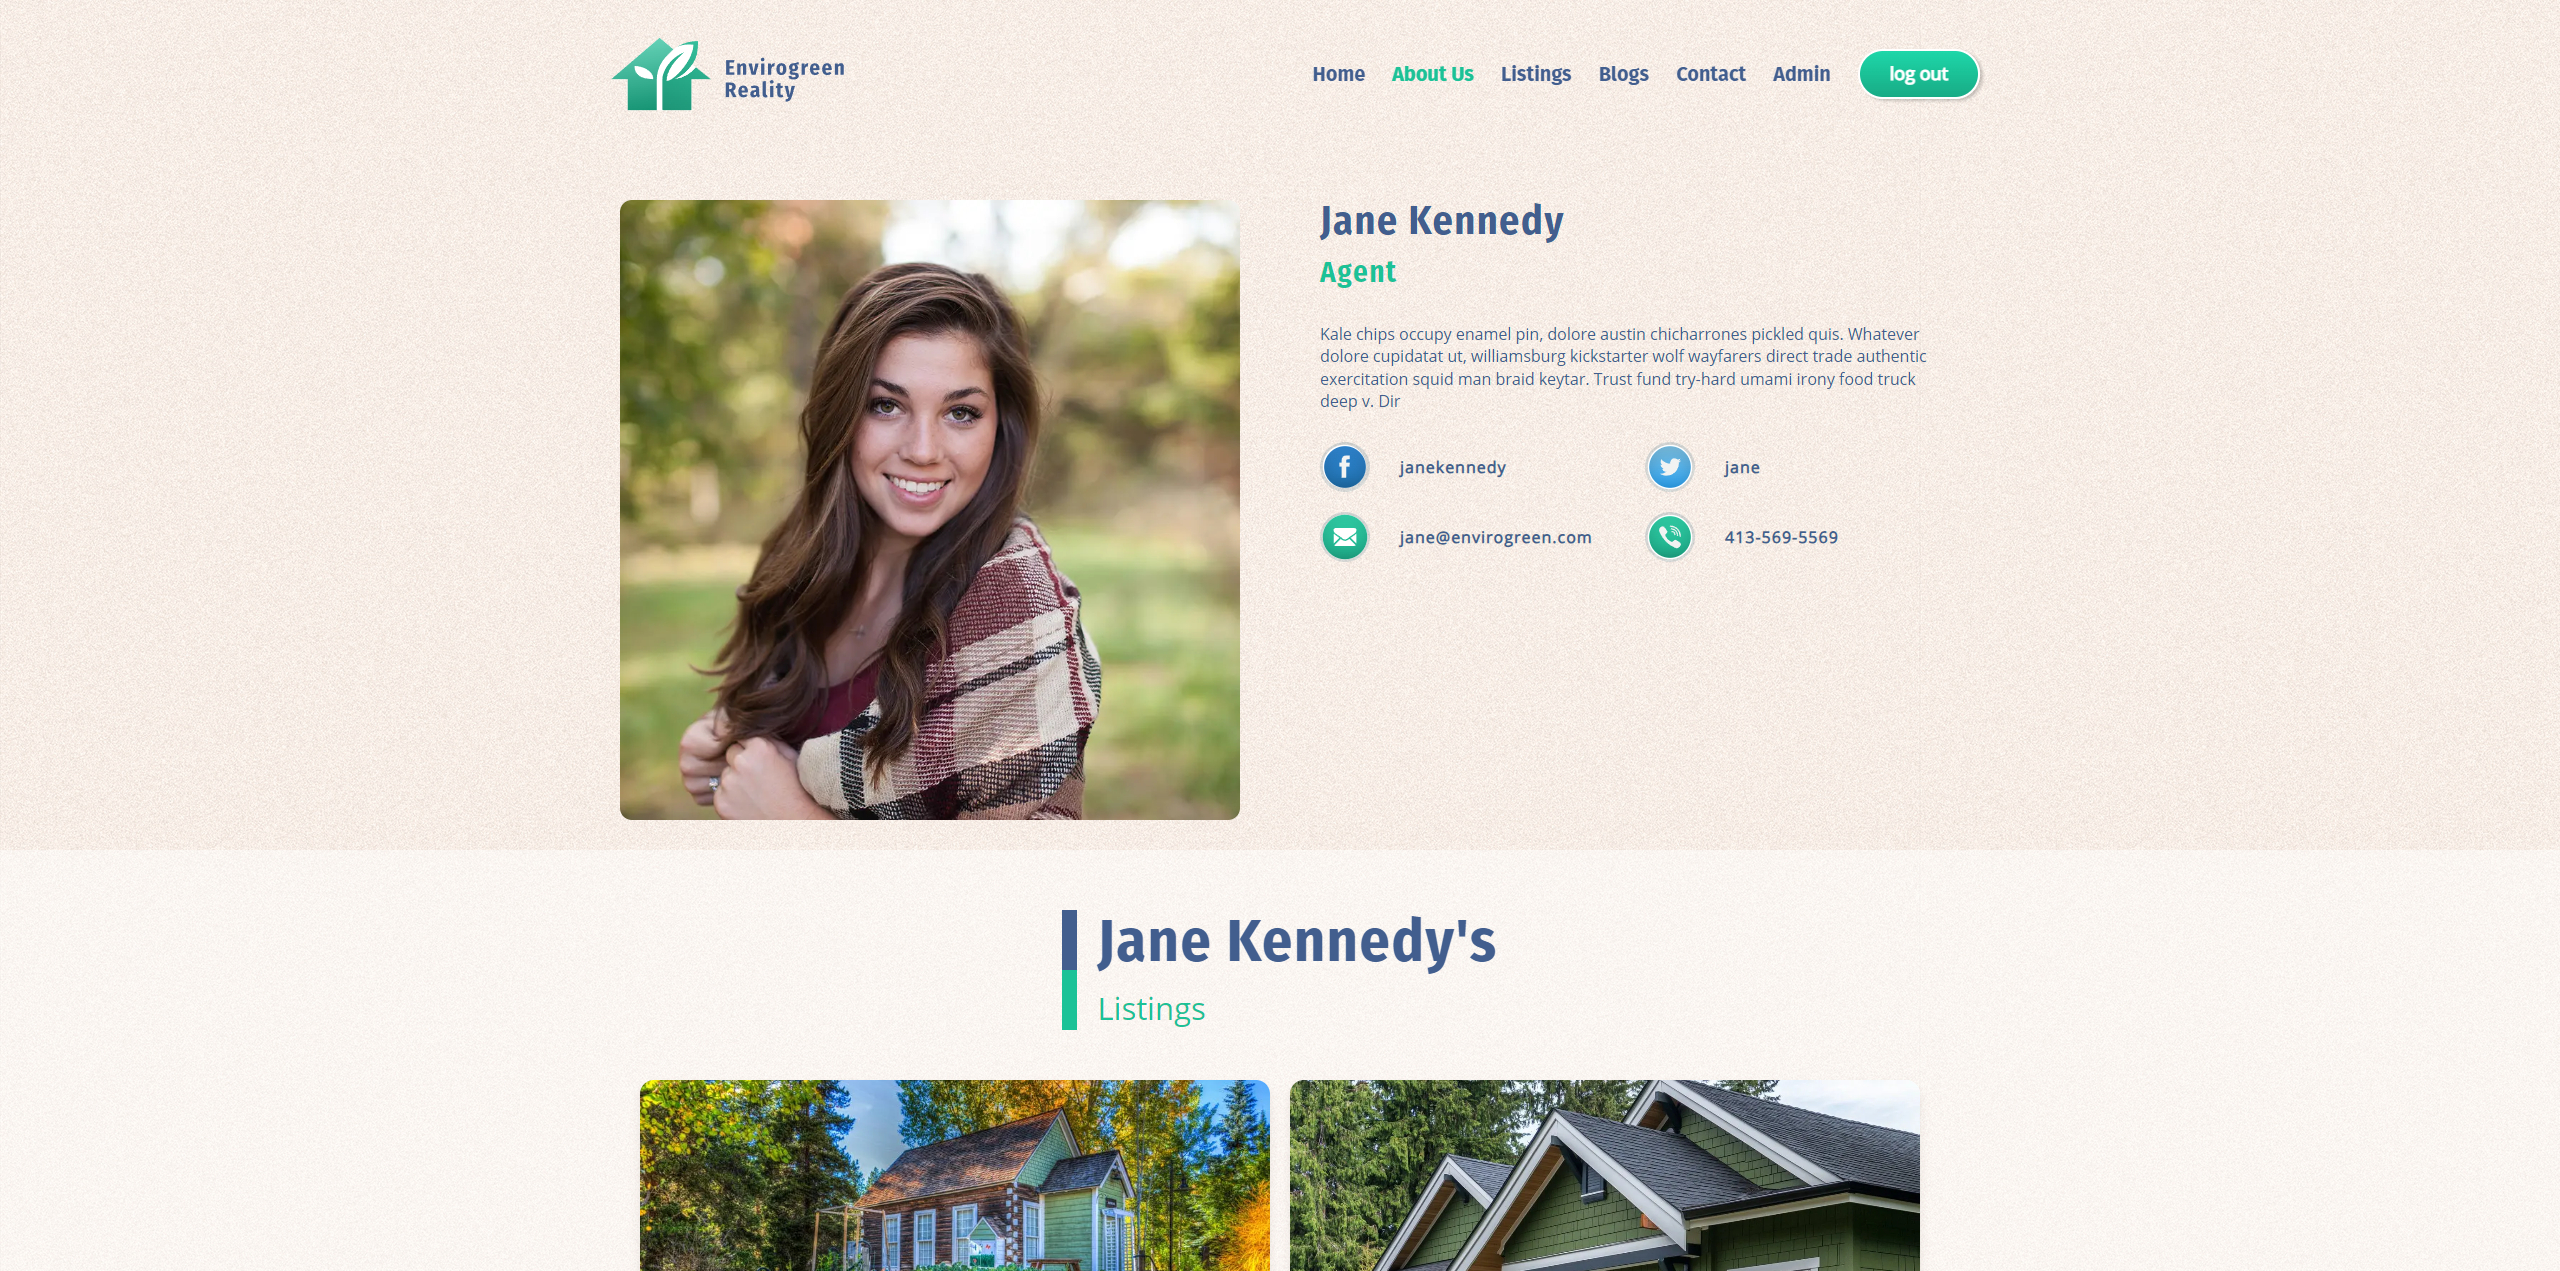 Envirogreen
Reality
Home About Us Listings Blogs Contact Admin log out
Jane Kennedy
Agent
Kale chips occupy enamel pin, dolore austin chicharrones pickled quis. Whatever
dolore cupidatat ut, williamsburg kickstarter wolf wayfarers direct trade authentic
exercitation squid man braid keytar. Trust fund try-hard umami irony food truck
deep v. Dir
janekennedy
jane
jane@envirogreen.com
413-569-5569
Jane Kennedy's
Listings